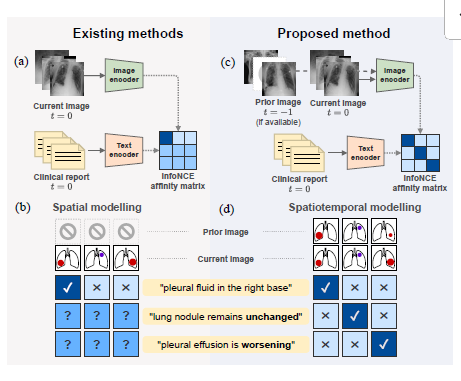 Existing methods
Proposed method
(a)
Image
encoder
Current Image
t = 0
Clinical report
t = 0
Text
encoder
InfoNCE
affinity matrix
(c)
Prior Image
t = −1
(if available)
Current Image
t = 0
Image
encoder
Clinical report
t = 0
Text
encoder
InfoNCE
affinity matrix
(b)
Spatial modelling
(d)
Spatiotemporal modelling
Prior Image
Current Image
✓ × × "pleural fluid in the right base" ✓ × ×
? ? ? "lung nodule remains unchanged" × ✓ ×
? ? ? "pleural effusion is worsening" × × ✓